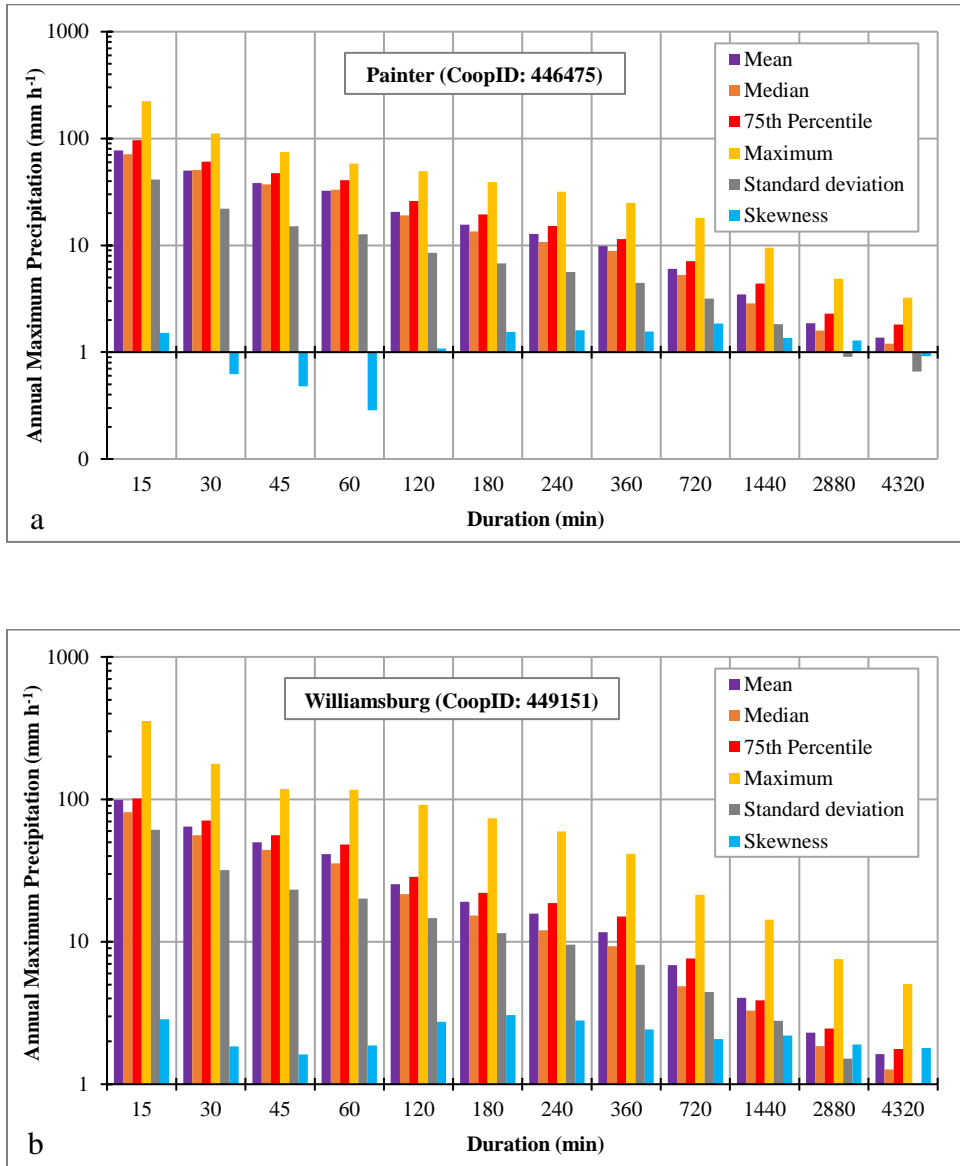 1000
100
10
1
0
Annual Maximum Precipitation (mm h-1)
Painter (CoopID: 446475)
Mean
Median
75th Percentile
Maximum
Standard deviation
Skewness
15 30 45 60 120 180 240 360 720 1440 2880 4320
Duration (min)
a
1000
100
10
1
Annual Maximum Precipitation (mm h-1)
Williamsburg (CoopID: 449151)
Mean
Median
75th Percentile
Maximum
Standard deviation
Skewness
15 30 45 60 120 180 240 360 720 1440 2880 4320
Duration (min)
b